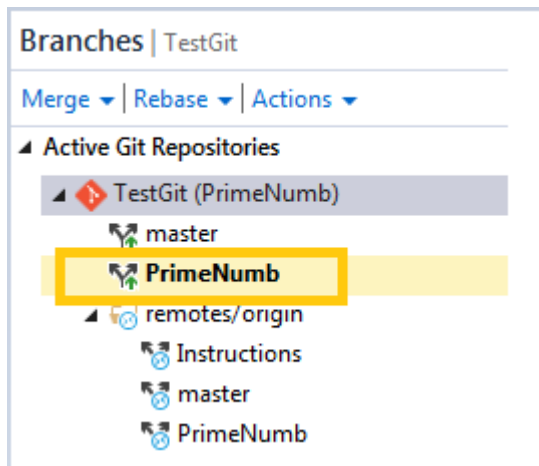 Branches | TestGit
Merge | Rebase | Actions
Active Git Repositories
TestGit (PrimeNumb)
master
PrimeNumb
remotes/origin
Instructions
master
PrimeNumb